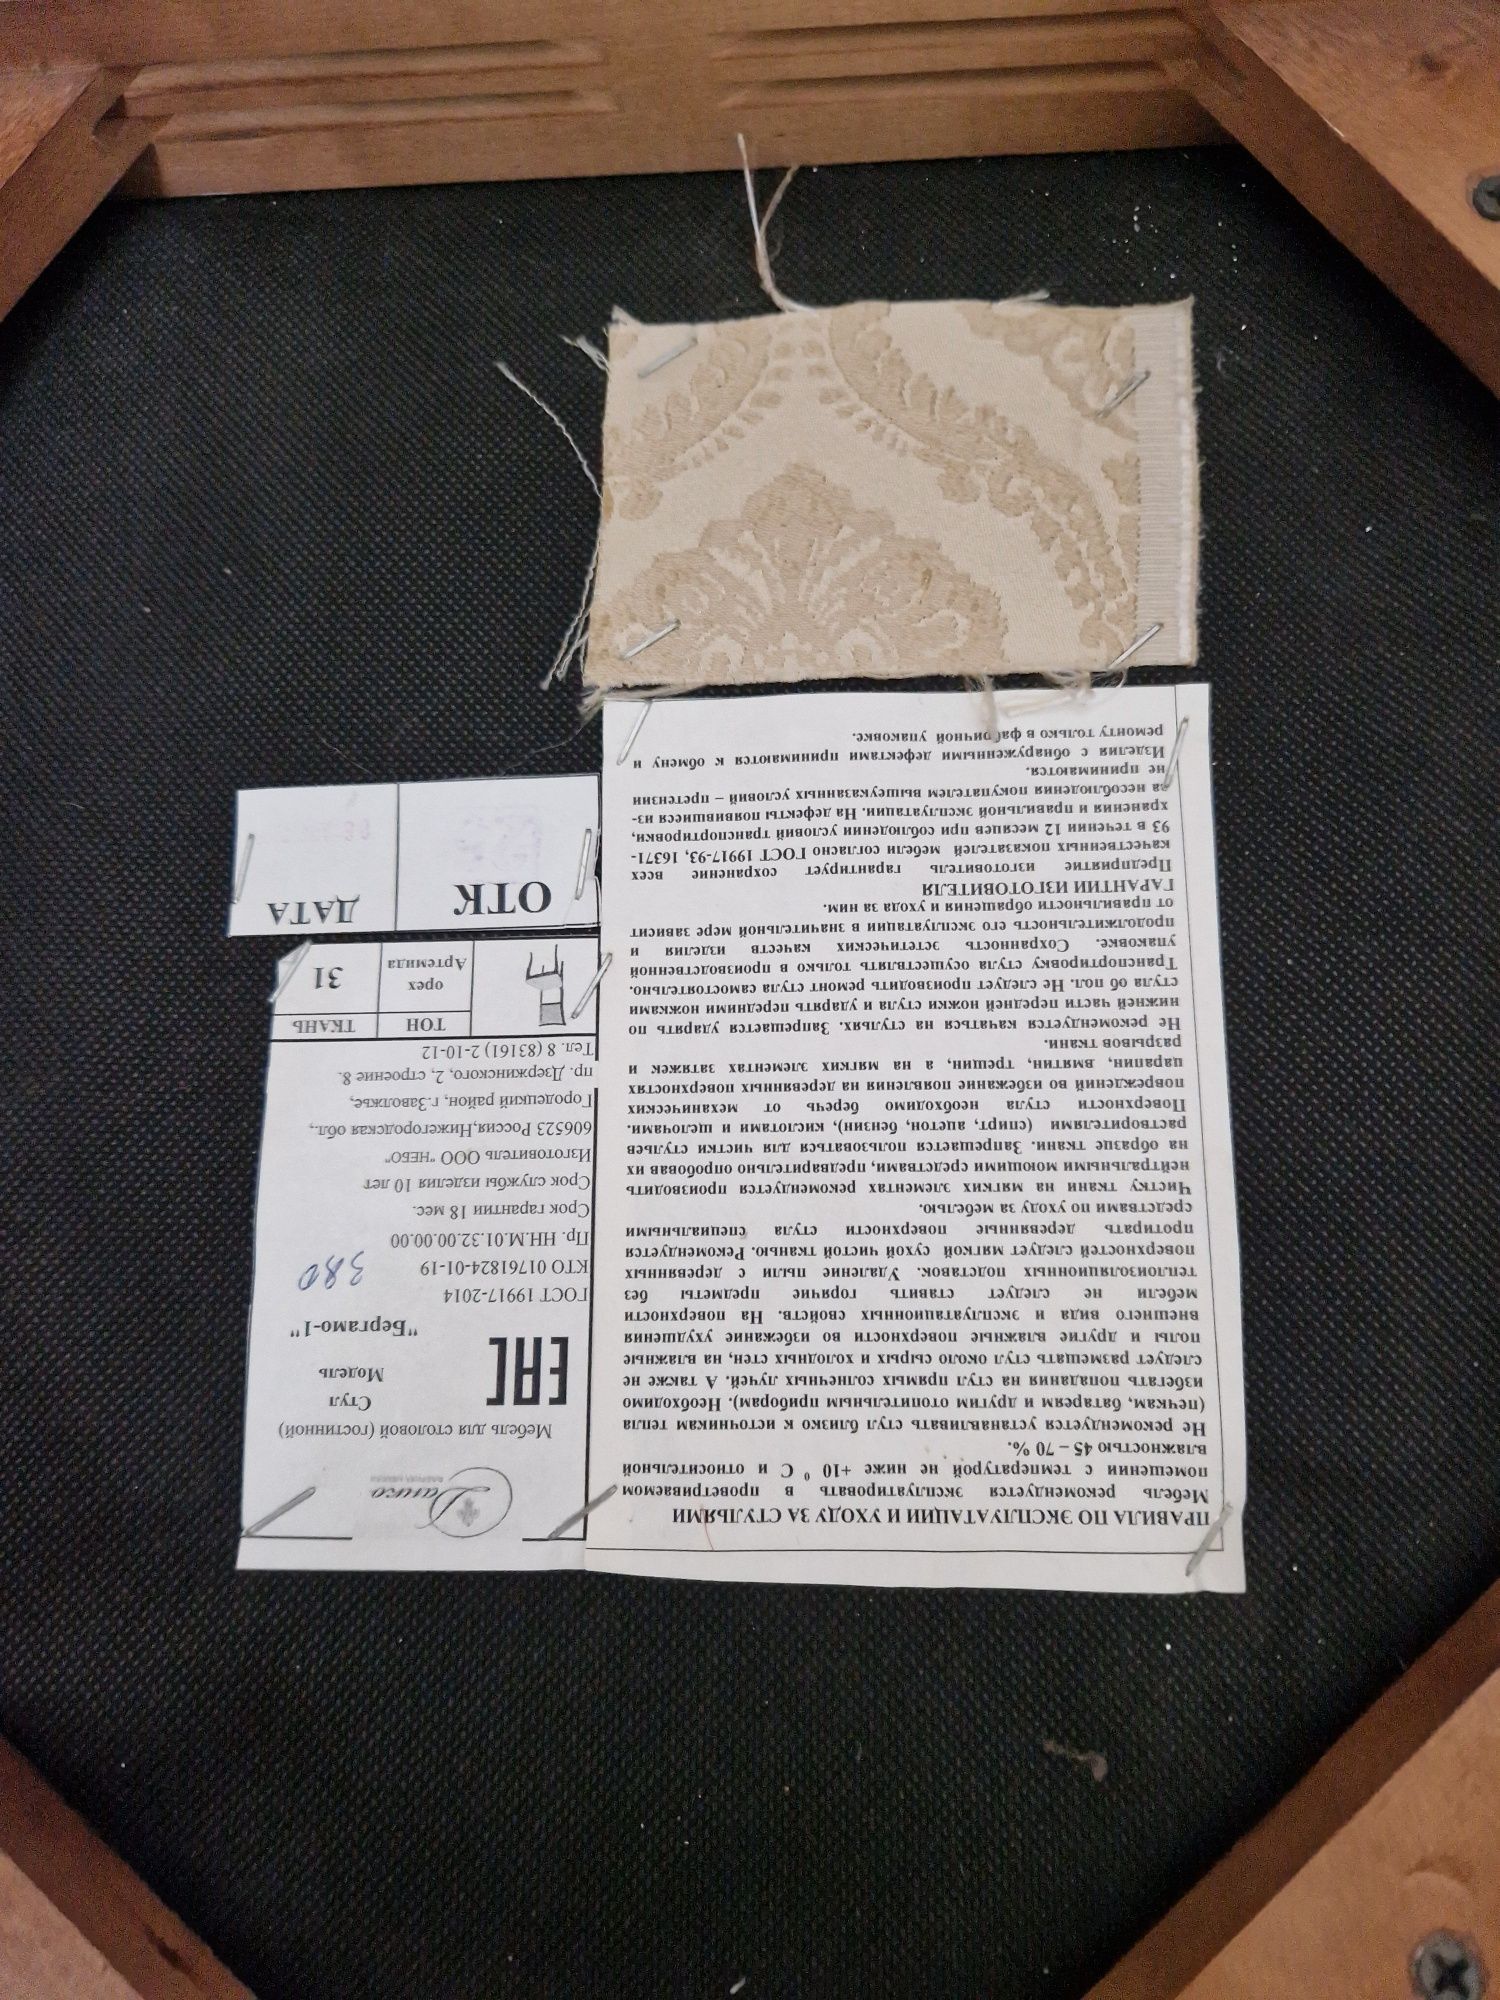 ПРАВИЛА ПО ЭКСПЛУАТАЦИИ И УХОДУ ЗА СТУЛЬЯМИ
Мебель рекомендуется эксплуатировать в проветриваемом
помещении с температурой не ниже +10 ⁰ С и относительной
влажностью 45 – 70 %.
Не рекомендуется устанавливать стул близко к источникам тепла
(печкам, батареям и другим отопительным приборам). Необходимо
избегать попадания на стул прямых солнечных лучей. А также не
следует размещать стул около сырых и холодных стен, на влажные
полы и другие влажные поверхности во избежание ухудшения
внешнего вида и эксплуатационных свойств. На поверхности
мебели не следует ставить горячие предметы без
теплоизоляционных подставок. Удаление пыли с деревянных
поверхностей следует мягкой сухой чистой тканью. Рекомендуется
протирать деревянные поверхности стула специальными
средствами по уходу за мебелью.
Чистку ткани на мягких элементах рекомендуется производить
нейтральными моющими средствами, предварительно опробовав их
на образце ткани. Запрещается пользоваться для чистки стульев
растворителями (спирт, ацетон, бензин), кислотами и щелочами.
Поверхности стула необходимо беречь от механических
повреждений во избежание появления на деревянных поверхностях
царапин, вмятин, трещин, а на мягких элементах затяжек и
разрывов ткани.
Не рекомендуется качаться на стульях. Запрещается ударять по
нижней части передней ножки стула и ударять передними ножками
стула об пол. Не следует производить ремонт стула самостоятельно.
Транспортировку стула осуществлять только в производственной
упаковке. Сохранность эстетических качеств изделия и
продолжительность его эксплуатации в значительной мере зависит
от правильности обращения и ухода за ним.
ГАРАНТИИ ИЗГОТОВИТЕЛЯ
Предприятие изготовитель гарантирует сохранение всех
качественных показателей мебели согласно ГОСТ 19917-93, 16371-
93 в течении 12 месяцев при соблюдении условий транспортировки,
хранения и правильной эксплуатации. На дефекты появившиеся из-
за несоблюдения покупателем вышеуказанных условий – претензии
не принимаются.
Изделия с обнаруженными дефектами принимаются к обмену и
ремонту только в фабричной упаковке.
Данко
Мебель для столовой (гостинной)
Стул
Модель
"Бергамо-1"
ЕАС
ГОСТ 19917-2014
КТО 01761824-01-19
380
Пр. НН.М.01.32.00.00.00
Срок гарантии 18 мес.
Срок службы изделия 10 лет
Изготовитель ООО "НЕБО"
606523 Россия,Нижегородская обл.,
Городецкий район, г.Заволжье,
пр. Дзержинского, 2, строение 8.
Тел. 8 (83161) 2-10-12
ТОН ТКАНЬ
орех
Артемида
31
ОТК ДАТА